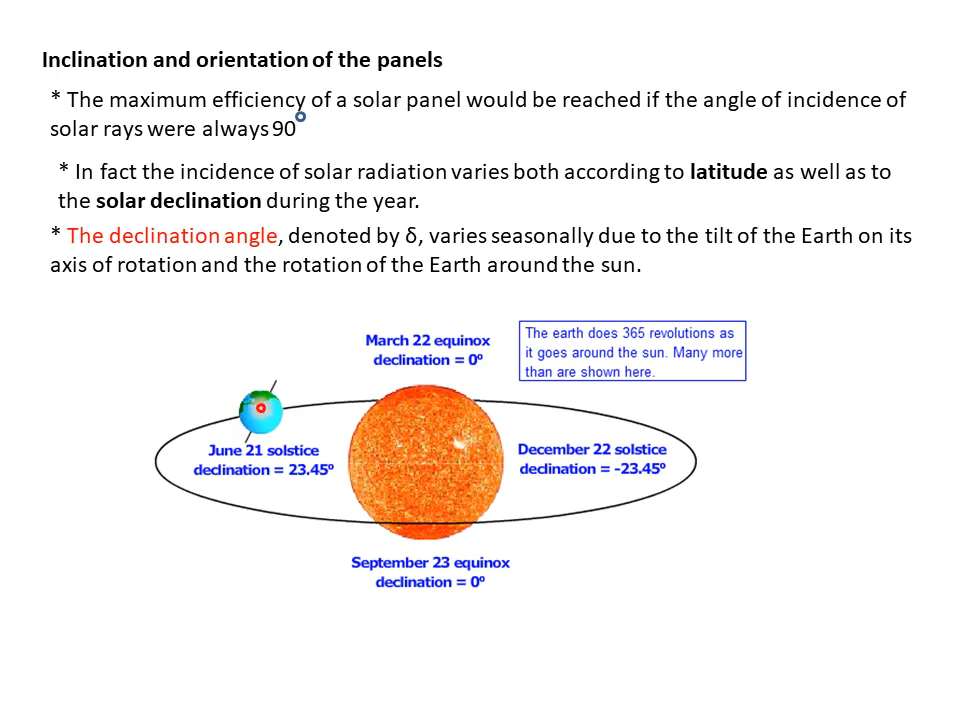 Inclination and orientation of the panels
* The maximum efficiency of a solar panel would be reached if the angle of incidence of
solar rays were always 90°
* In fact the incidence of solar radiation varies both according to latitude as well as to
the solar declination during the year.
* The declination angle, denoted by δ, varies seasonally due to the tilt of the Earth on its
axis of rotation and the rotation of the Earth around the sun.
March 22 equinox
declination = 0º
The earth does 365 revolutions as
it goes around the sun. Many more
than are shown here.
June 21 solstice
declination = 23.45º
December 22 solstice
declination = -23.45º
September 23 equinox
declination = 0º